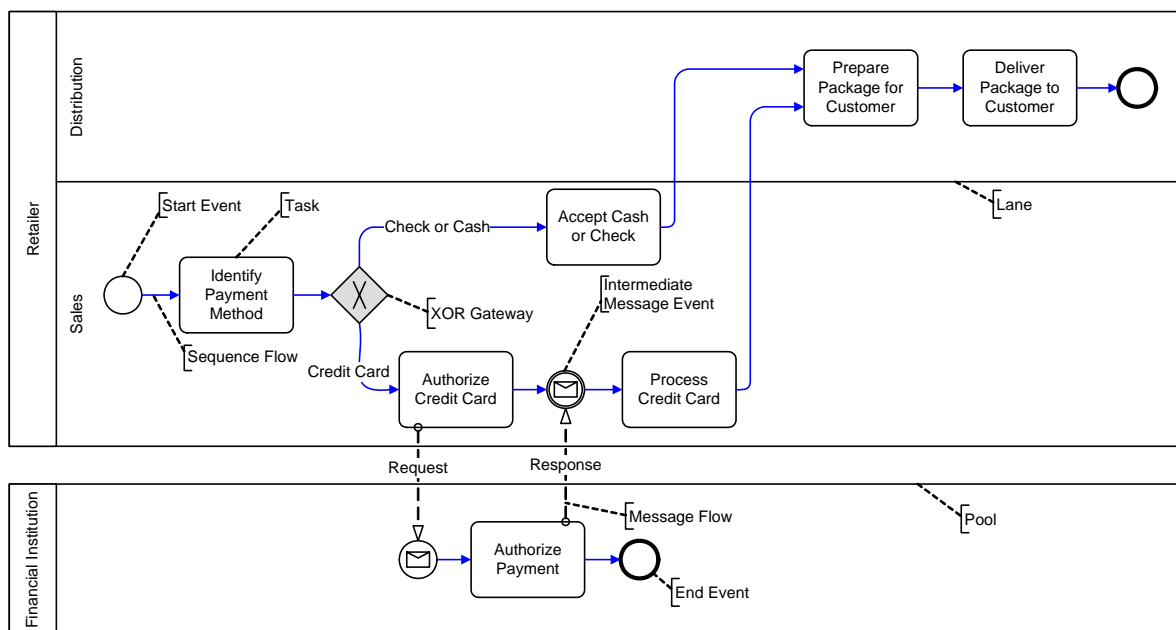 Retailer
Distribution
Prepare
Package for
Customer
Deliver
Package to
Customer
Sales
Start Event
Task
Lane
Identify
Payment
Method
Check or Cash
Accept Cash
or Check
Intermediate
Message Event
XOR Gateway
Sequence Flow
Credit Card
Authorize
Credit Card
Process
Credit Card
Request
Response
Financial Institution
Message Flow
Pool
Authorize
Payment
End Event